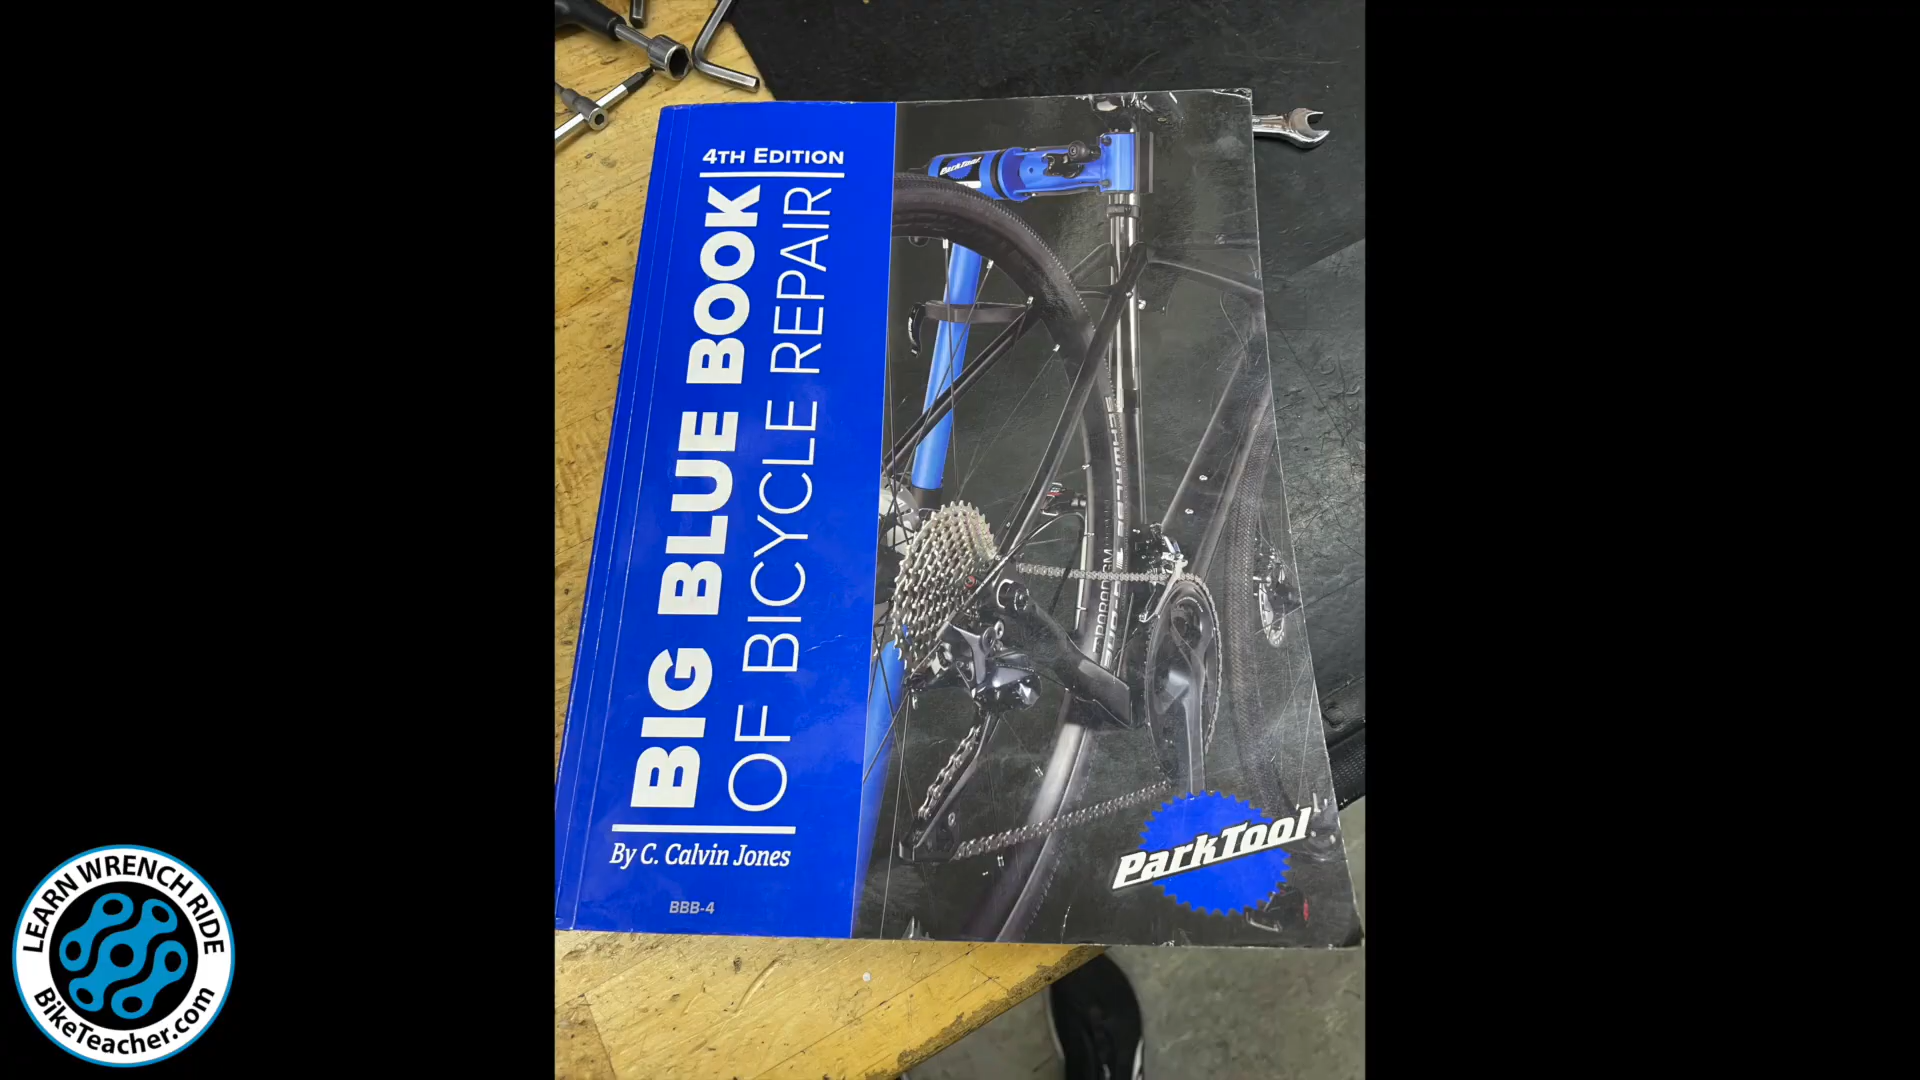 4TH EDITION
BIG BLUE BOOK
OF BICYCLE REPAIR
By C. Calvin Jones
BBB-4
ParkTool
ParkTool
LEARN WRENCH RIDE
BikeTeacher.com